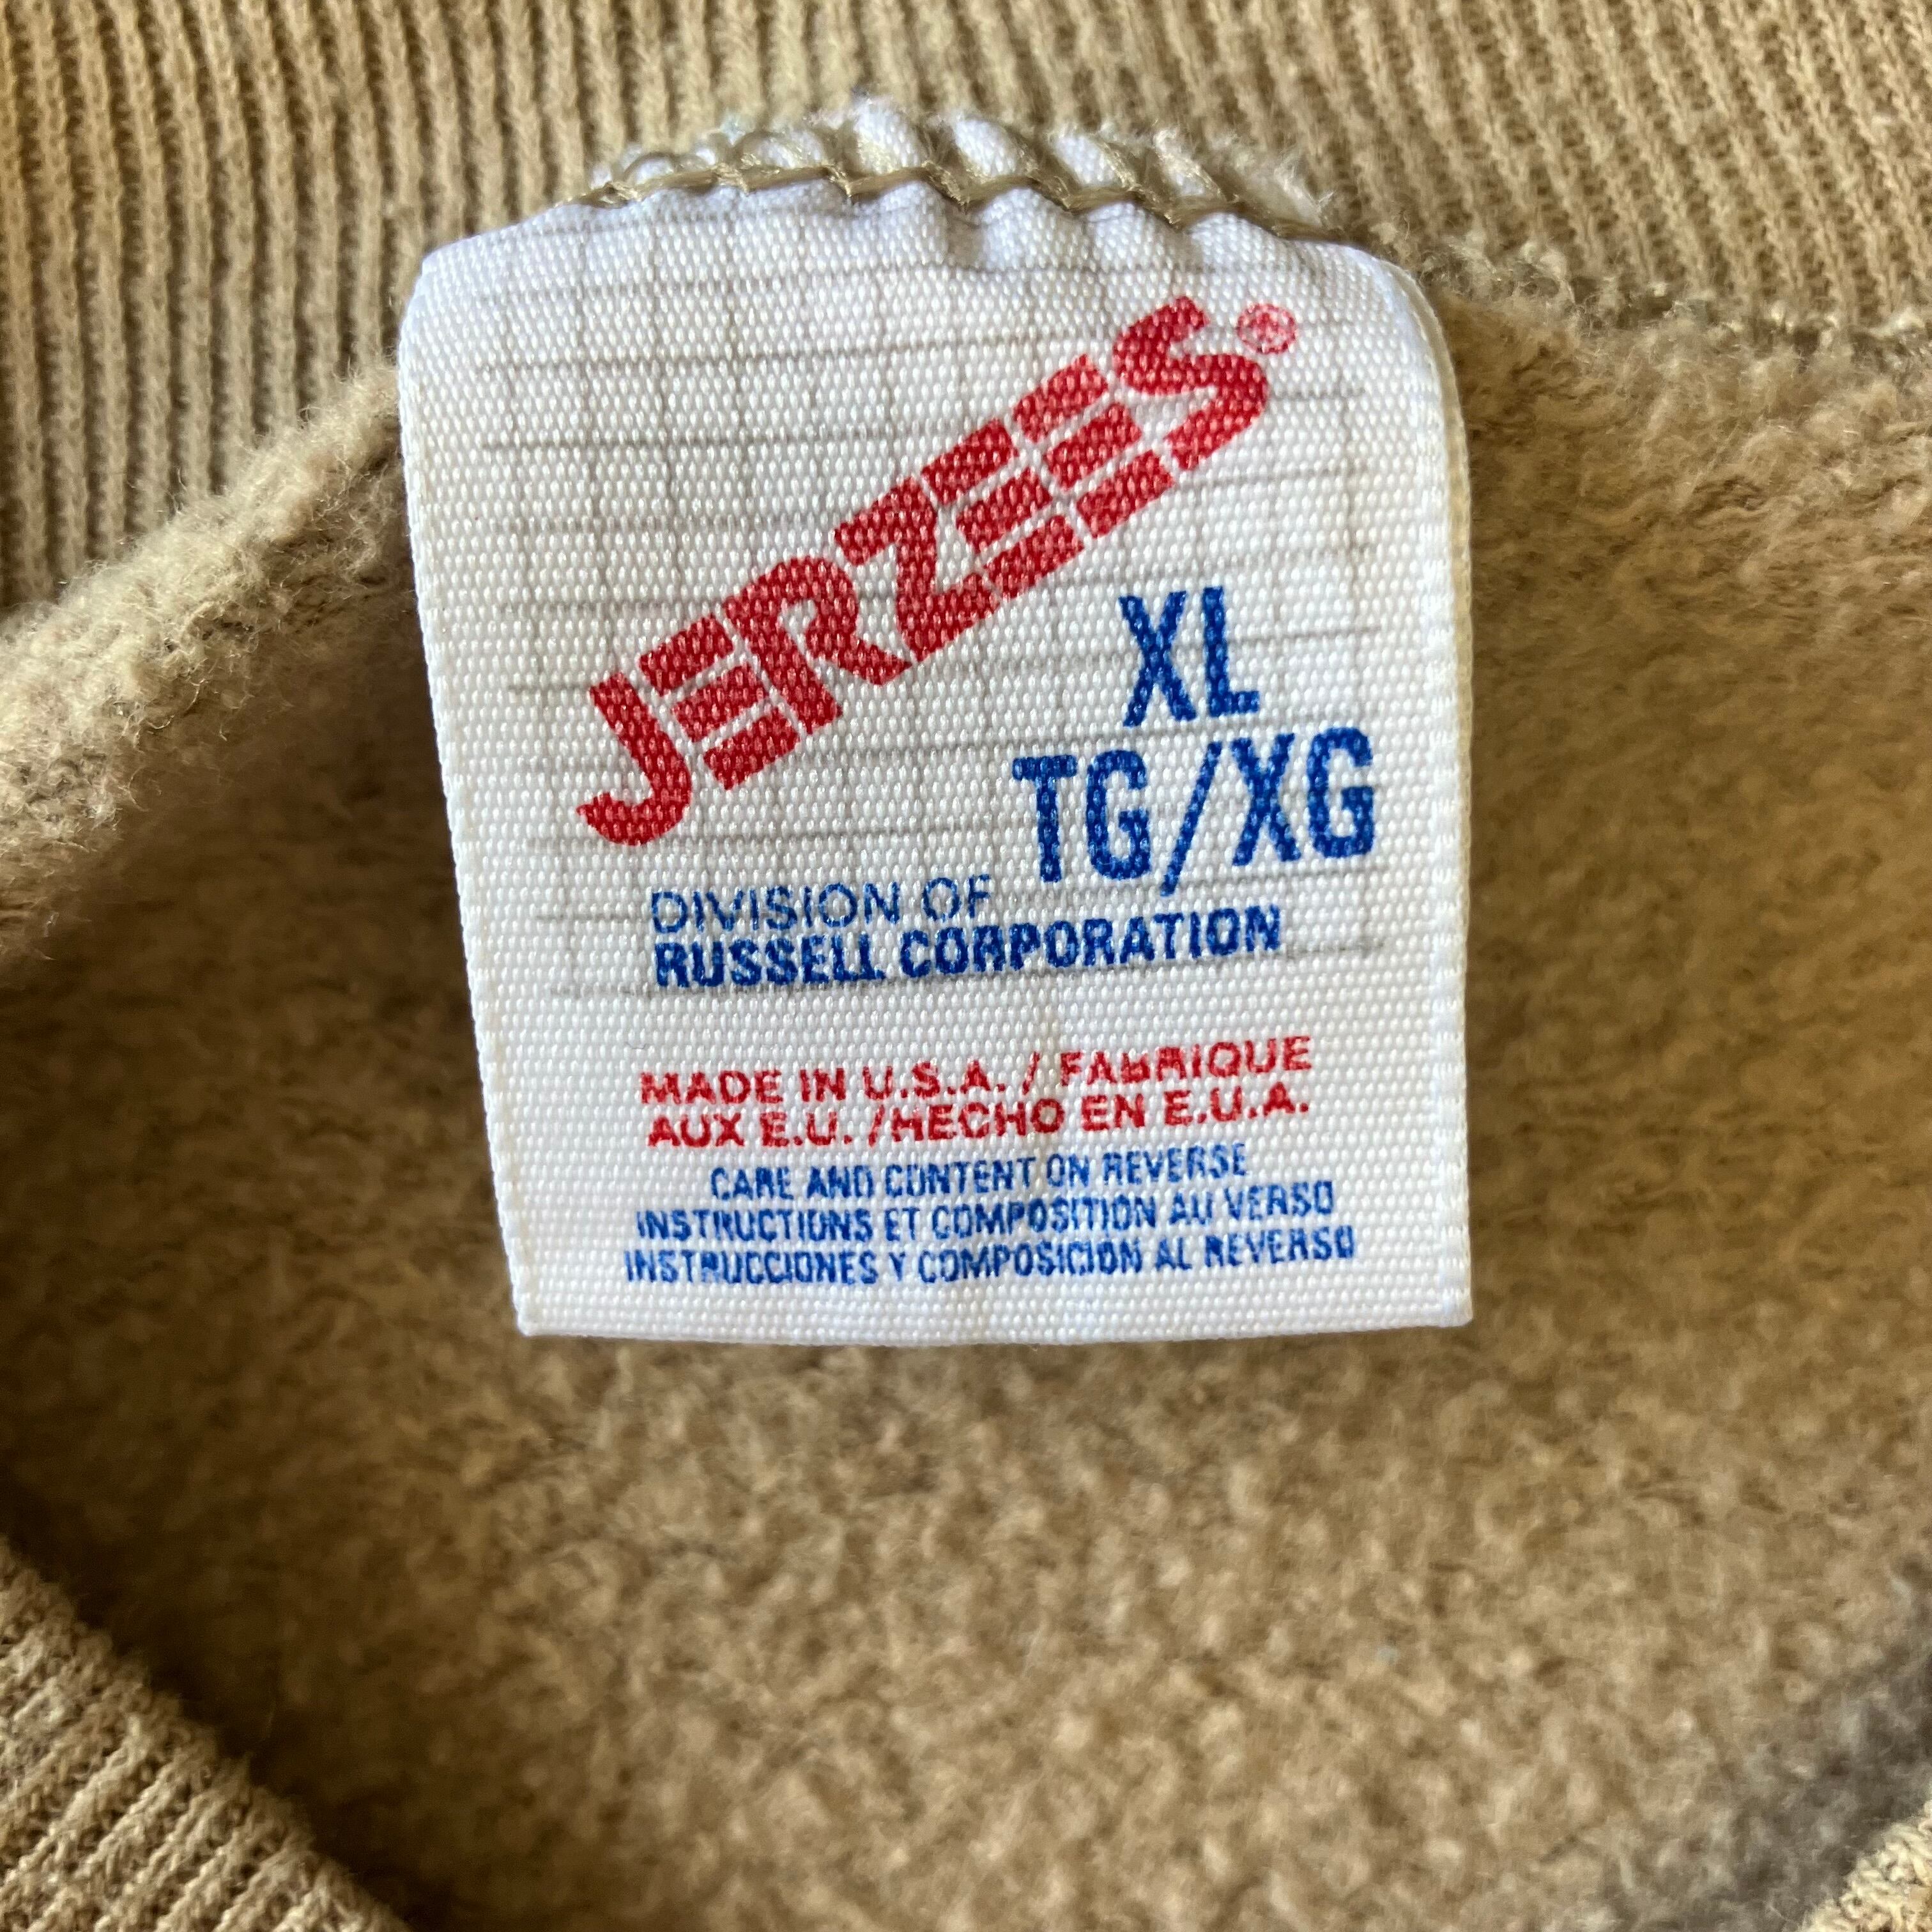 JERZEES®
XL
TG/XG
DIVISION OF
RUSSELL CORPORATION
MADE IN U.S.A. / FABRIQUE
AUX E.U. /HECHO EN E.U.A.
CARE AND CONTENT ON REVERSE
INSTRUCTIONS ET COMPOSITION AU VERSO
INSTRUCCIONES Y COMPOSICION AL REVERSO